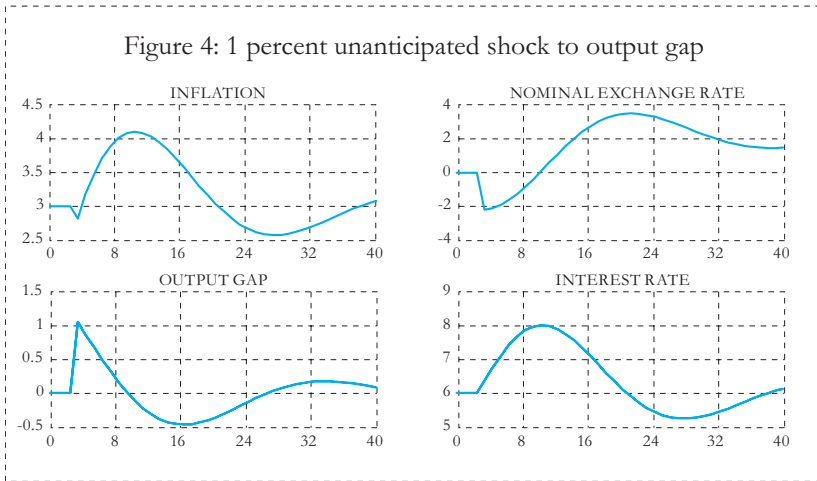 Figure 4: 1 percent unanticipated shock to output gap
INFLATION
4.5
4
3.5
3
2.5
0 8 16 24 32 40
NOMINAL EXCHANGE RATE
4
2
0
-2
-4
0 8 16 24 32 40
OUTPUT GAP
1.5
1
0.5
0
-0.5
0 8 16 24 32 40
INTEREST RATE
9
8
7
6
5
0 8 16 24 32 40